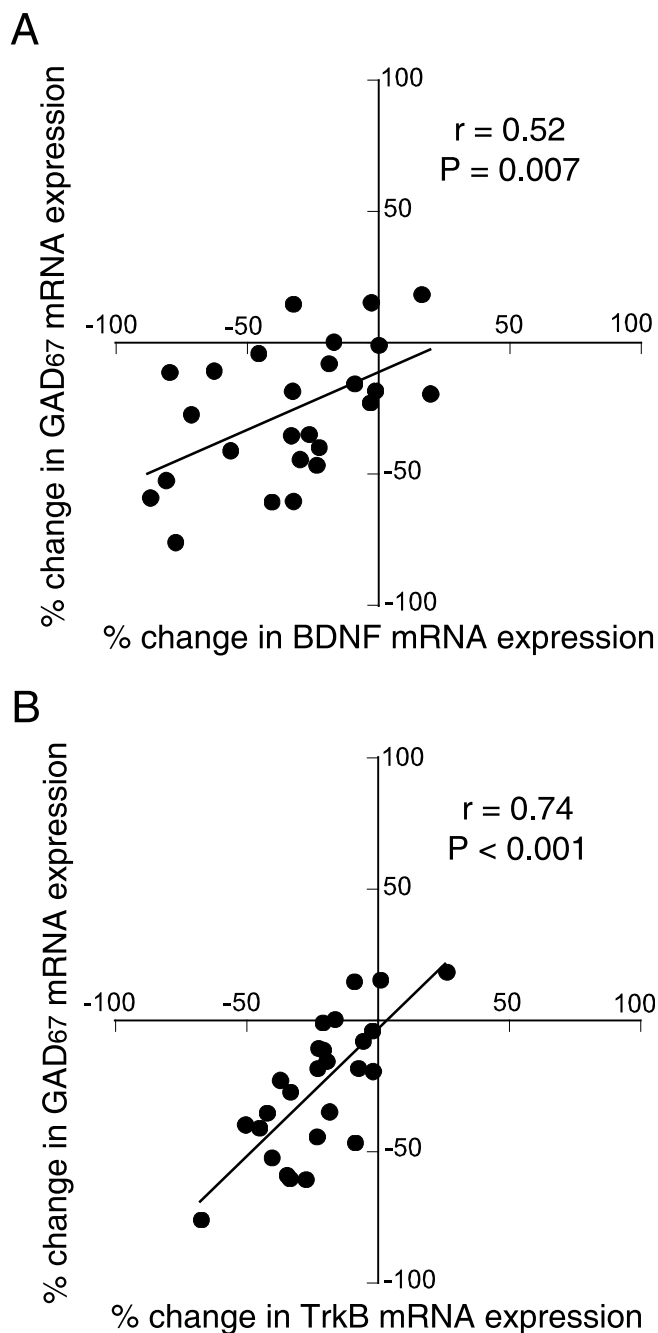 A
% change in GAD67 mRNA expression
100
r = 0.52
P = 0.007
50
-100
-50
50
100
-50
-100
% change in BDNF mRNA expression
B
% change in GAD67 mRNA expression
100
r = 0.74
P < 0.001
50
-100
-50
50
100
-50
-100
% change in TrkB mRNA expression